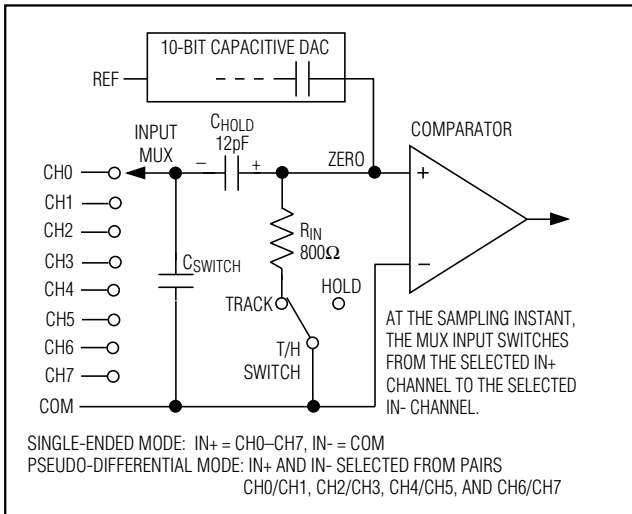 10-BIT CAPACITIVE DAC
REF
INPUT
MUX
CHOLD
12pF
COMPARATOR
ZERO
CH0
CH1
CH2
CH3
CH4
CH5
CH6
CH7
COM
− +
+
−
RIN
800Ω
CSWITCH
TRACK
HOLD
T/H
SWITCH
AT THE SAMPLING INSTANT,
THE MUX INPUT SWITCHES
FROM THE SELECTED IN+
CHANNEL TO THE SELECTED
IN- CHANNEL.
SINGLE-ENDED MODE: IN+ = CH0–CH7, IN- = COM
PSEUDO-DIFFERENTIAL MODE: IN+ AND IN- SELECTED FROM PAIRS
CH0/CH1, CH2/CH3, CH4/CH5, AND CH6/CH7